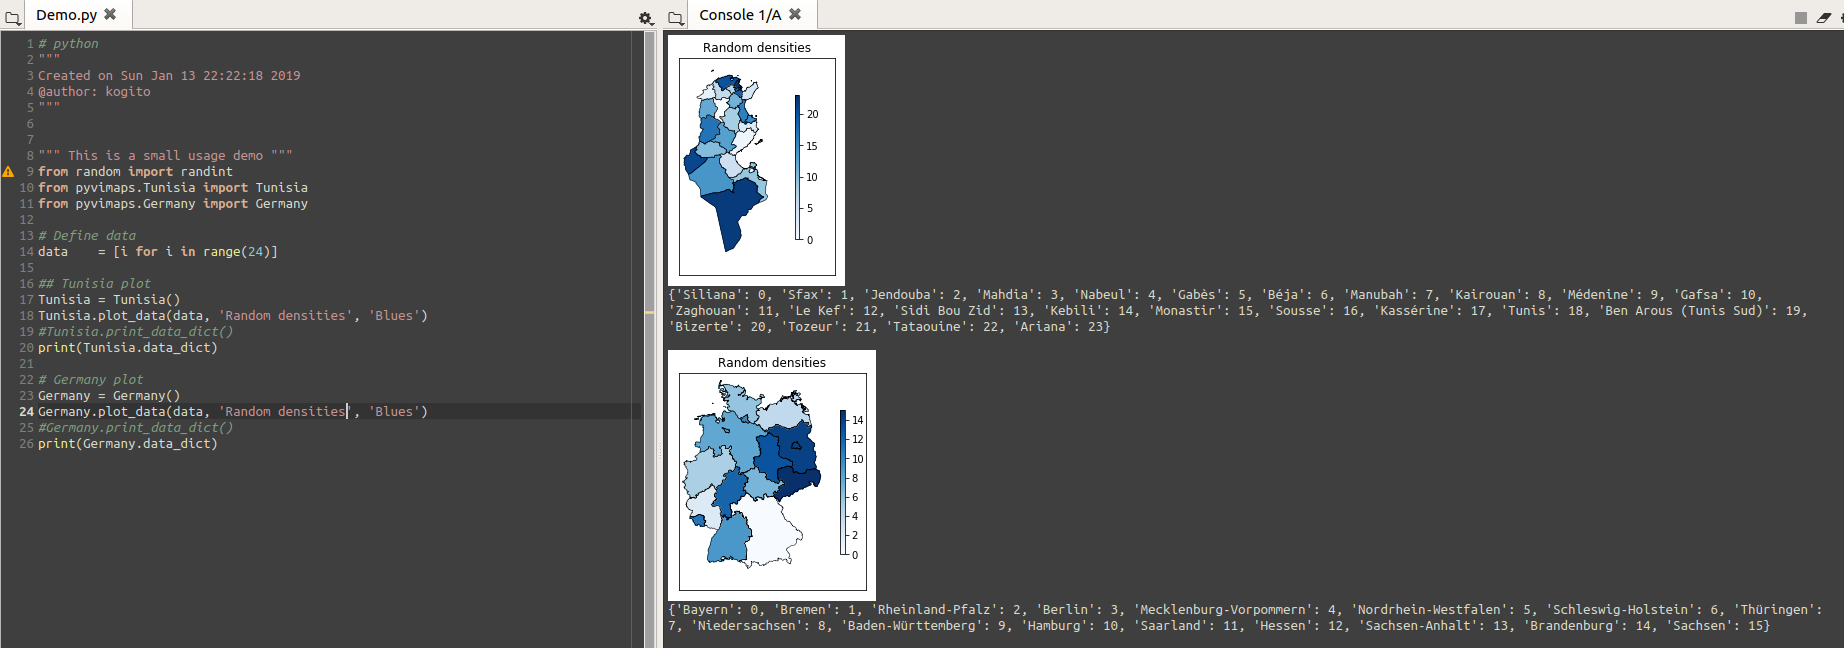 Demo.py
1 # python
2 """
3 Created on Sun Jan 13 22:22:18 2019
4 @author: kogito
5 """
6
7
8 """ This is a small usage demo """
9 from random import randint
10 from pyvimaps.Tunisia import Tunisia
11 from pyvimaps.Germany import Germany
12
13 # Define data
14 data    = [i for i in range(24)]
15
16 ## Tunisia plot
17 Tunisia = Tunisia()
18 Tunisia.plot_data(data, 'Random densities', 'Blues')
19 #Tunisia.print_data_dict()
20 print(Tunisia.data_dict)
21
22 # Germany plot
23 Germany = Germany()
24 Germany.plot_data(data, 'Random densities', 'Blues')
25 #Germany.print_data_dict()
26 print(Germany.data_dict)
Console 1/A
Random densities
20
15
10
5
0
{'Siliana': 0, 'Sfax': 1, 'Jendouba': 2, 'Mahdia': 3, 'Nabeul': 4, 'Gabès': 5, 'Béja': 6, 'Manubah': 7, 'Kairouan': 8, 'Médenine': 9, 'Gafsa': 10,
'Zaghouan': 11, 'Le Kef': 12, 'Sidi Bou Zid': 13, 'Kebili': 14, 'Monastir': 15, 'Sousse': 16, 'Kassérine': 17, 'Tunis': 18, 'Ben Arous (Tunis Sud)': 19,
'Bizerte': 20, 'Tozeur': 21, 'Tataouine': 22, 'Ariana': 23}
Random densities
14
12
10
8
6
4
2
0
{'Bayern': 0, 'Bremen': 1, 'Rheinland-Pfalz': 2, 'Berlin': 3, 'Mecklenburg-Vorpommern': 4, 'Nordrhein-Westfalen': 5, 'Schleswig-Holstein': 6, 'Thüringen':
7, 'Niedersachsen': 8, 'Baden-Württemberg': 9, 'Hamburg': 10, 'Saarland': 11, 'Hessen': 12, 'Sachsen-Anhalt': 13, 'Brandenburg': 14, 'Sachsen': 15}